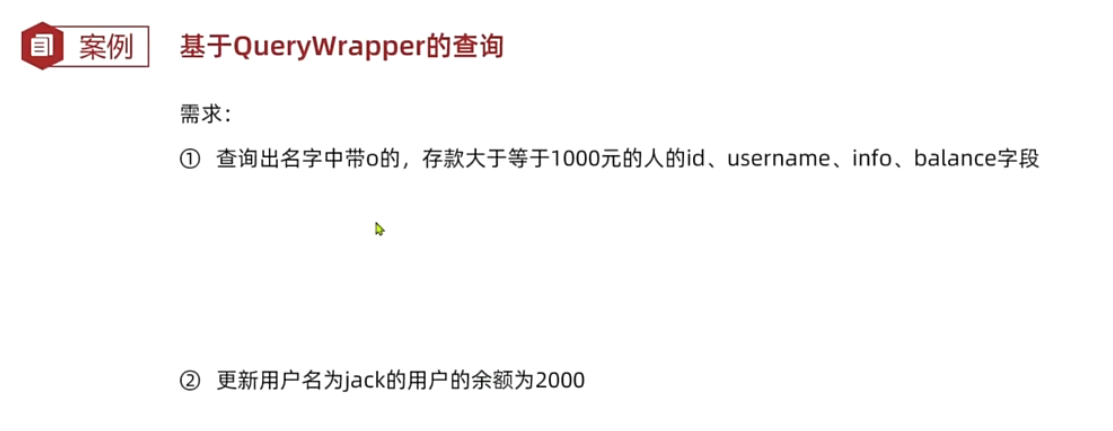 案例 基于QueryWrapper的查询
需求：
① 查询出名字中带o的，存款大于等于1000元的人的id、username、info、balance字段
② 更新用户名为jack的用户的余额为2000